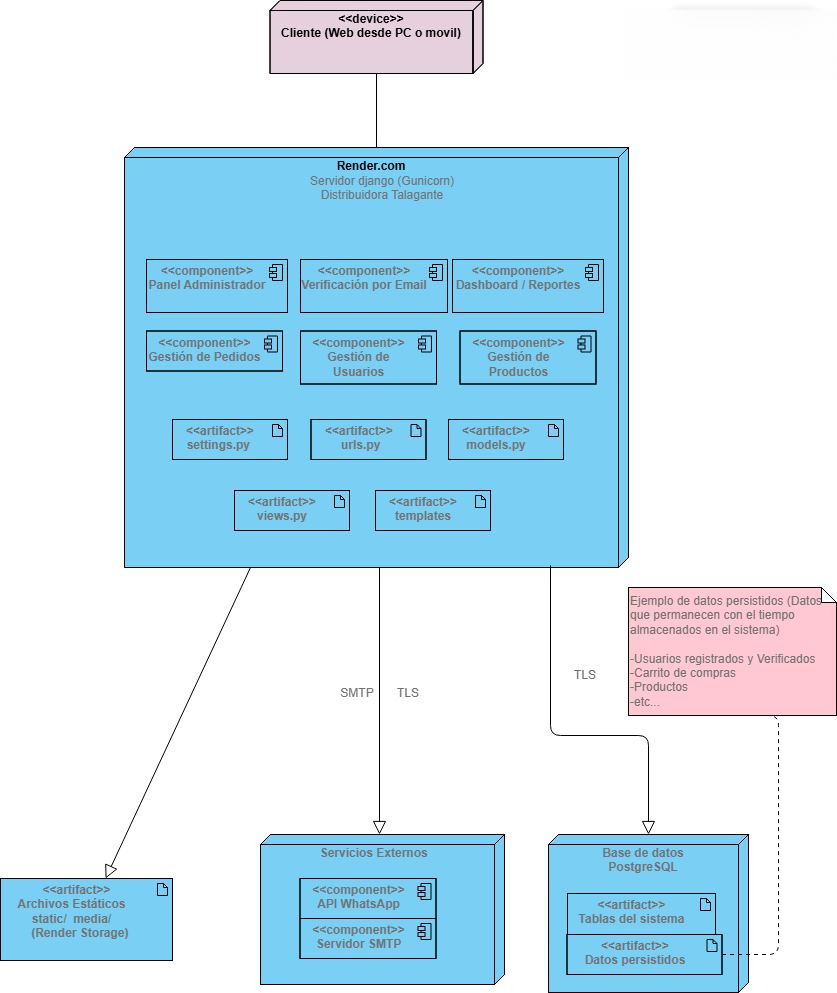 <<device>>
Cliente (Web desde PC o movil)
Render.com
Servidor django (Gunicorn)
Distribuidora Talagante
<<component>>
Panel Administrador
<<component>>
Verificación por Email
<<component>>
Dashboard / Reportes
<<component>>
Gestión de Pedidos
<<component>>
Gestión de
Usuarios
<<component>>
Gestión de
Productos
<<artifact>>
settings.py
<<artifact>>
urls.py
<<artifact>>
models.py
<<artifact>>
views.py
<<artifact>>
templates
Ejemplo de datos persistidos (Datos
que permanecen con el tiempo
almacenados en el sistema)
-Usuarios registrados y Verificados
-Carrito de compras
-Productos
-etc...
SMTP
TLS
TLS
<<artifact>>
Archivos Estáticos
static/ media/
(Render Storage)
Servicios Externos
<<component>>
API WhatsApp
<<component>>
Servidor SMTP
Base de datos
PostgreSQL
<<artifact>>
Tablas del sistema
<<artifact>>
Datos persistidos